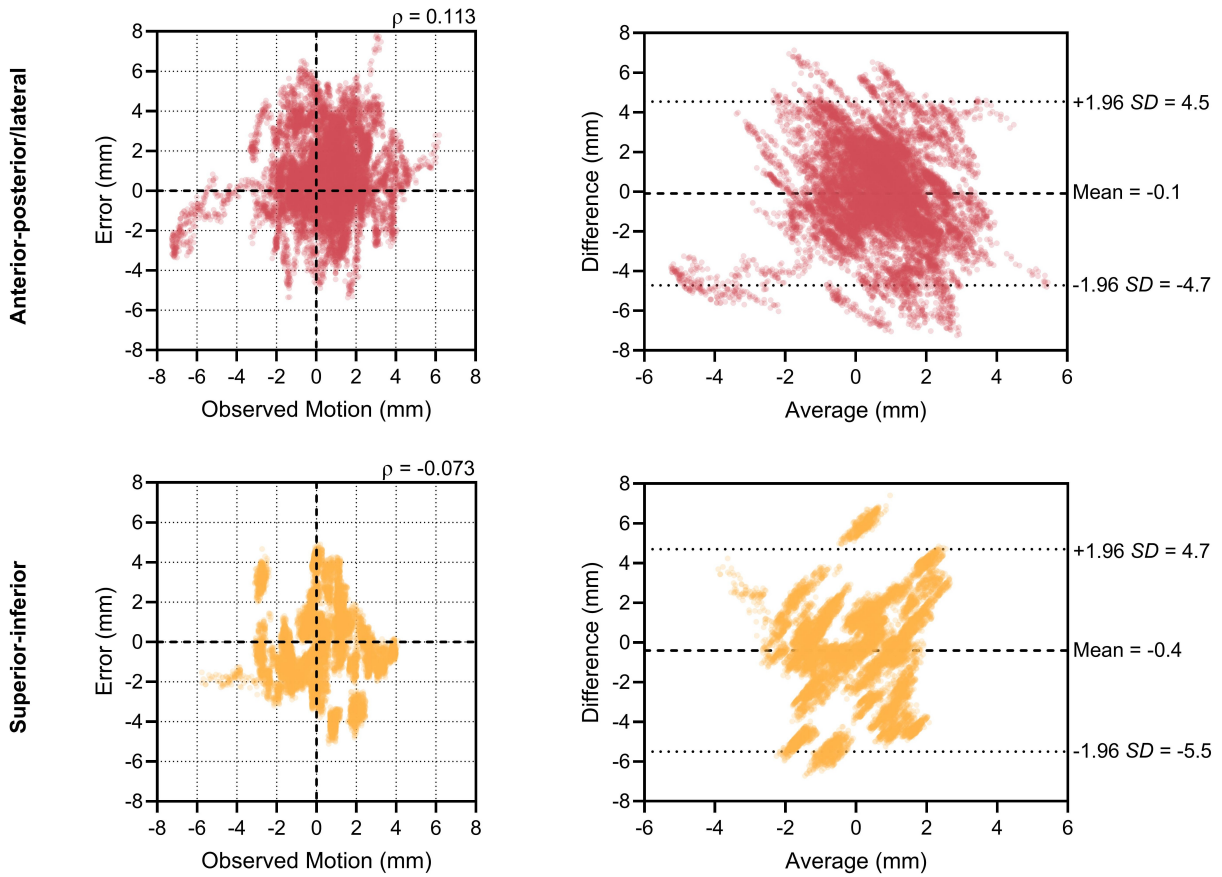 Anterior-posterior/lateral
ρ = 0.113
Error (mm)
8
6
4
2
0
-2
-4
-6
-8
-8 -6 -4 -2 0 2 4 6 8
Observed Motion (mm)
Difference (mm)
8
6
4
2
0
-2
-4
-6
-8
+1.96 SD = 4.5
Mean = -0.1
-1.96 SD = -4.7
-6 -4 -2 0 2 4 6
Average (mm)
Superior-inferior
ρ = -0.073
Error (mm)
8
6
4
2
0
-2
-4
-6
-8
-8 -6 -4 -2 0 2 4 6 8
Observed Motion (mm)
Difference (mm)
8
6
4
2
0
-2
-4
-6
-8
+1.96 SD = 4.7
Mean = -0.4
-1.96 SD = -5.5
-6 -4 -2 0 2 4 6
Average (mm)